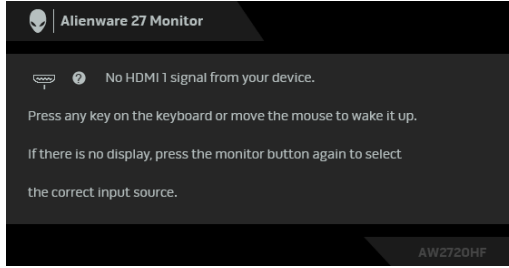 Alienware 27 Monitor
No HDMI 1 signal from your device.
Press any key on the keyboard or move the mouse to wake it up.
If there is no display, press the monitor button again to select
the correct input source.
AW2720HF